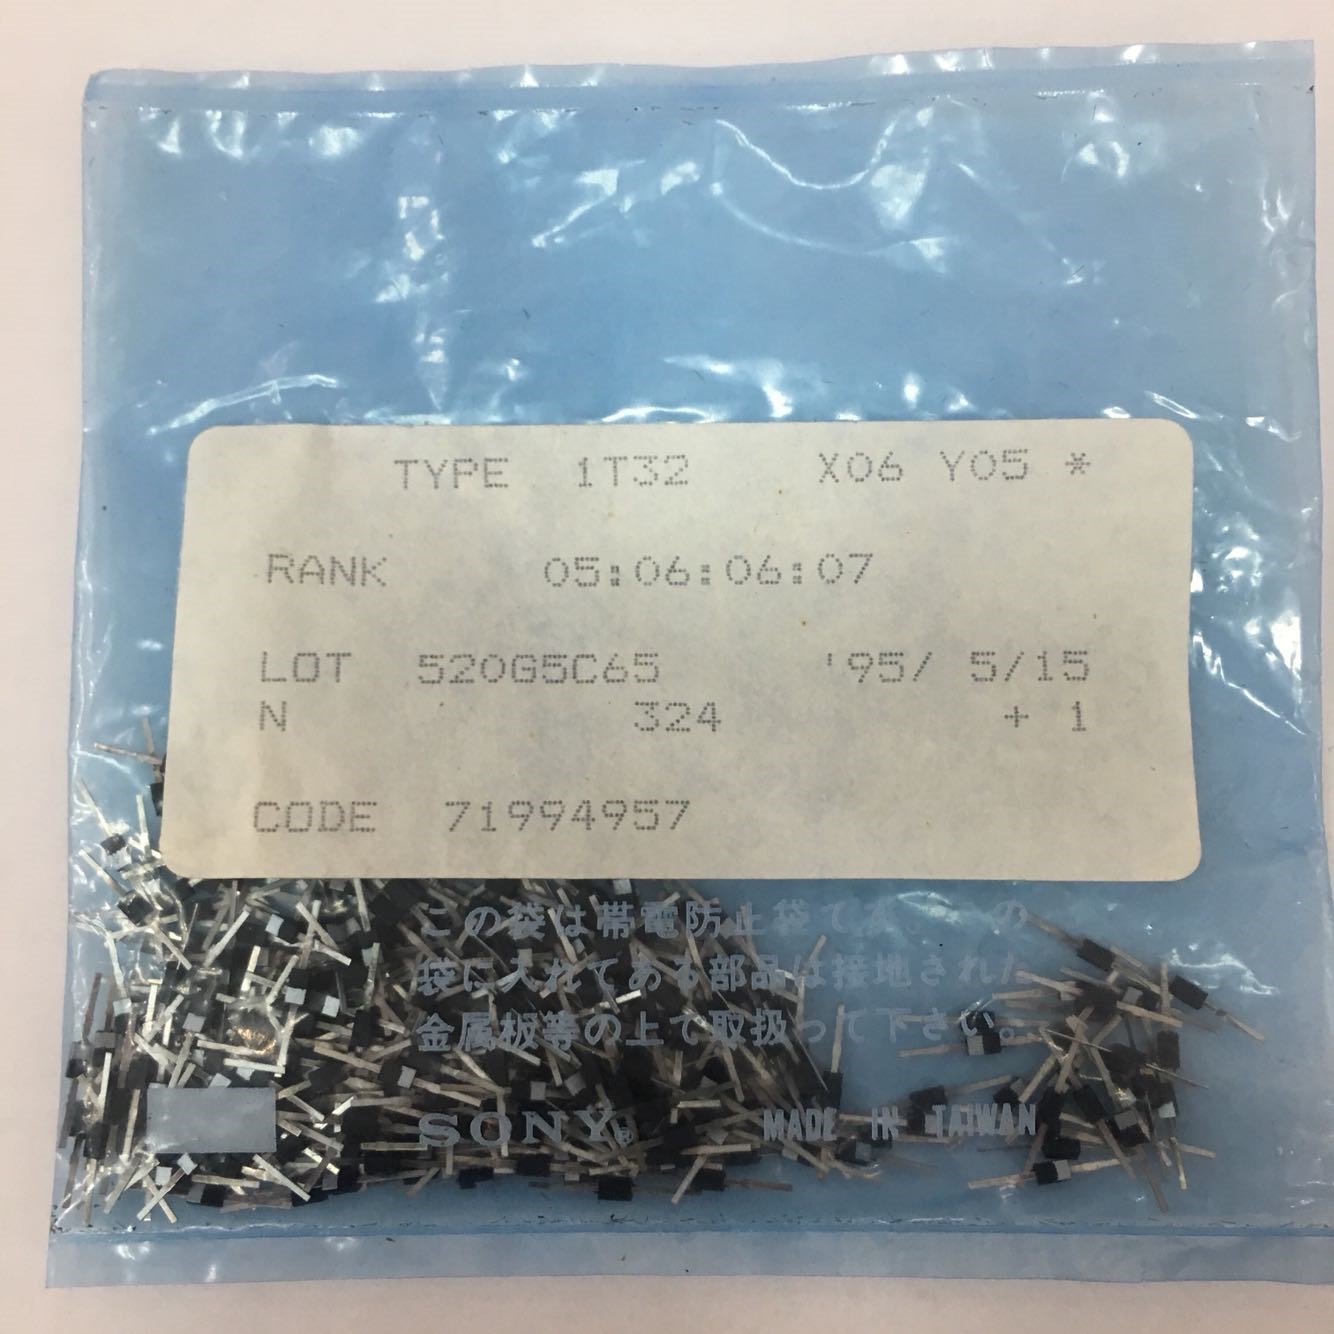 TYPE 1T32 X06 Y05 *
RANK 05:06:06:07
LOT 520G5C65 '95/ 5/15
N 324 + 1
CODE 71994957
この袋は帯電防止袋です。この
袋に入れてある部品は接地された
金属板等の上で取扱って下さい。
SONY® MADE IN TAIWAN